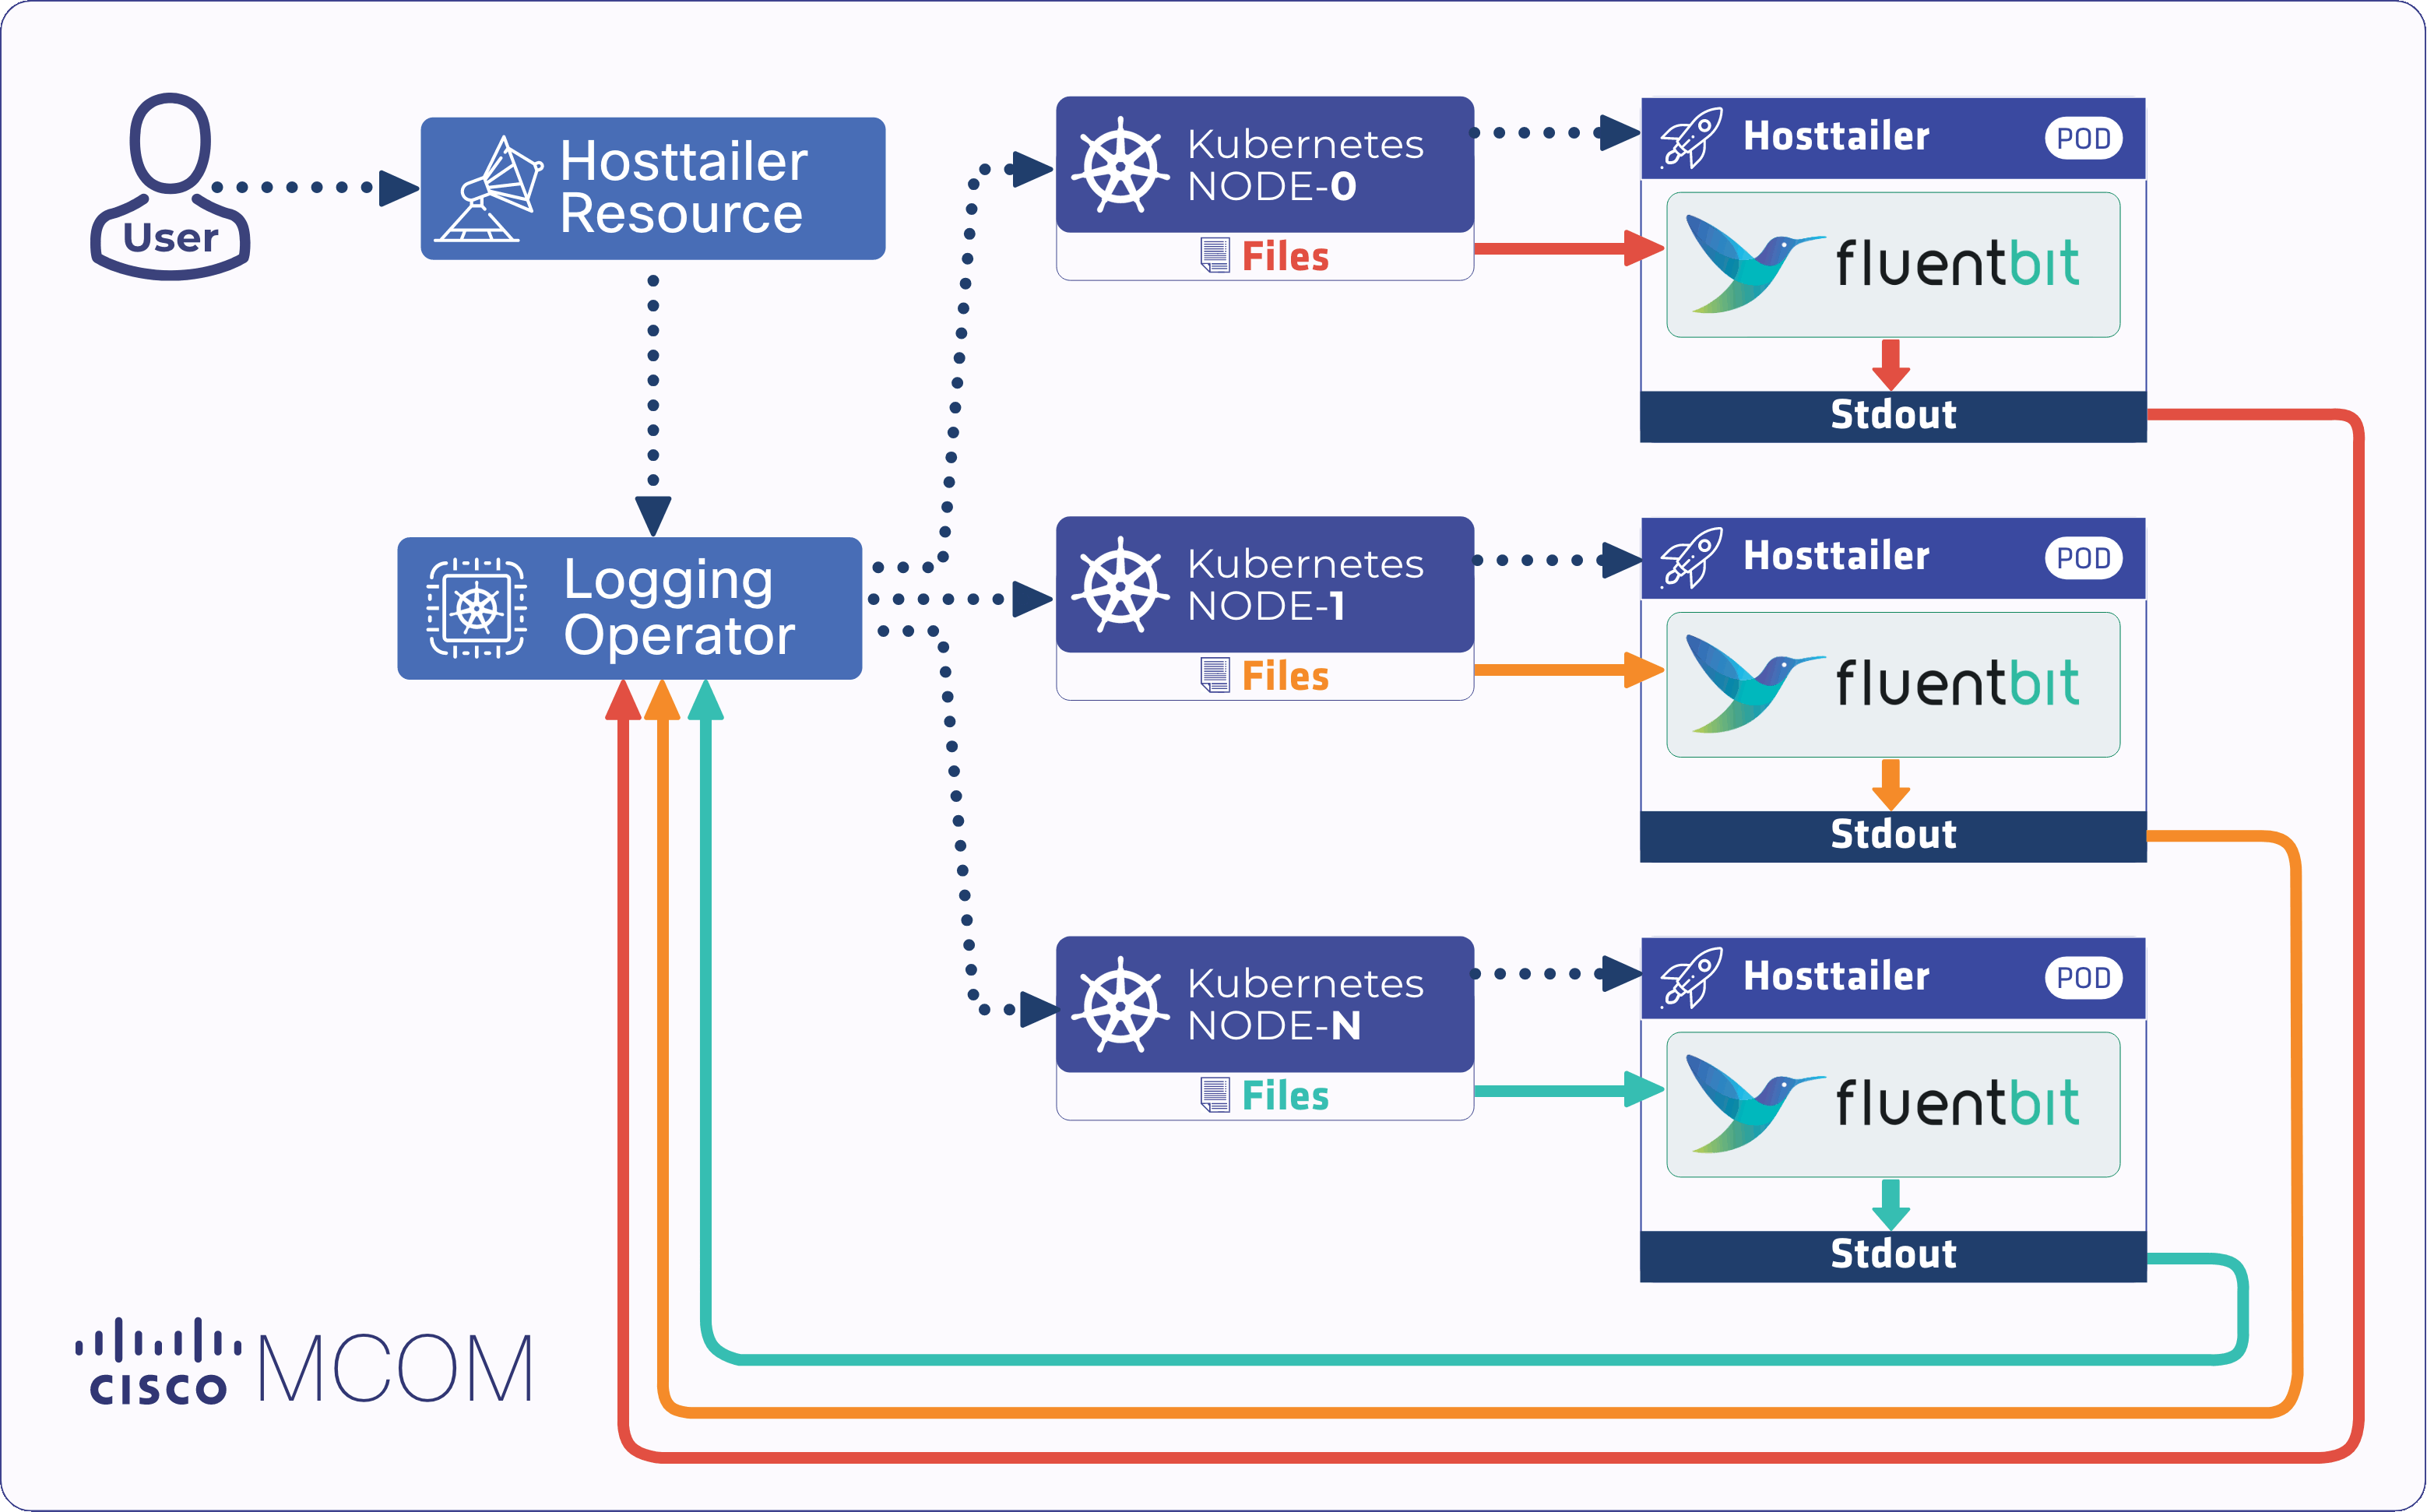 User
Hosttailer
Resource
Logging
Operator
Kubernetes
NODE-0
Files
Hosttailer
POD
fluentbit
Stdout
Kubernetes
NODE-1
Files
Hosttailer
POD
fluentbit
Stdout
Kubernetes
NODE-N
Files
Hosttailer
POD
fluentbit
Stdout
CISCO MCOM